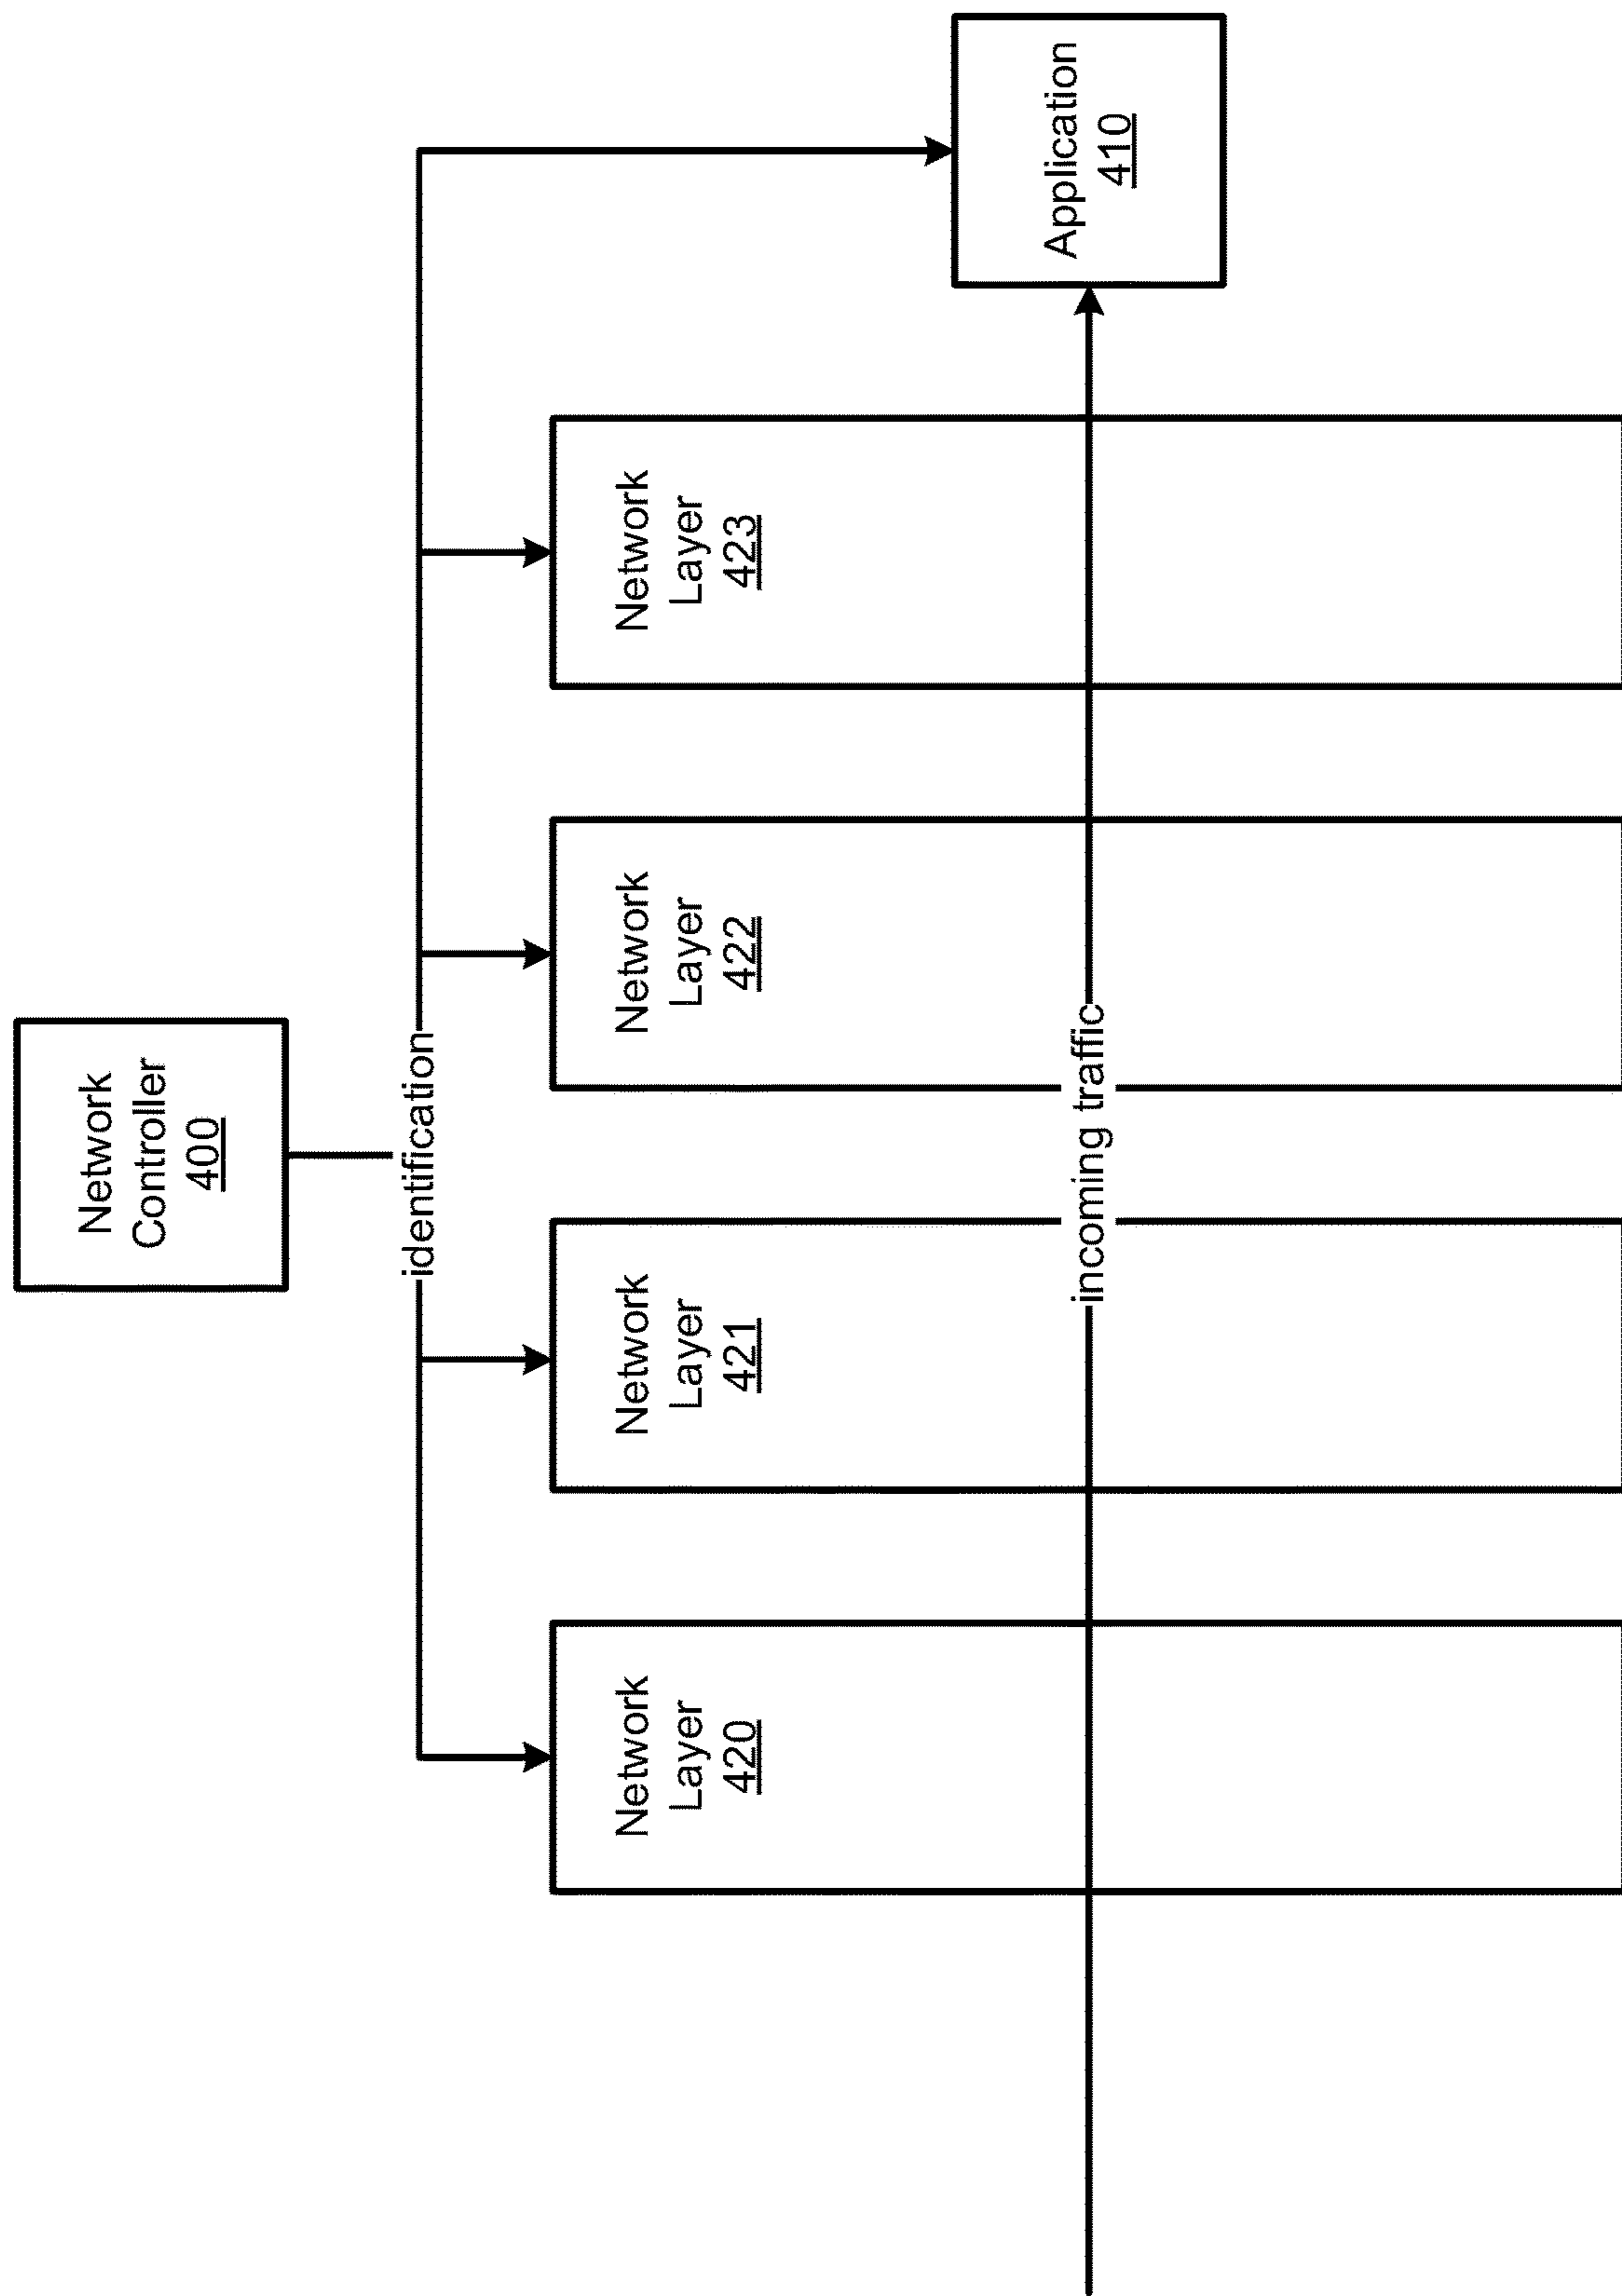 Network
Controller
400
identification
Network
Layer
420
Network
Layer
421
Network
Layer
422
Network
Layer
423
incoming traffic
Application
410